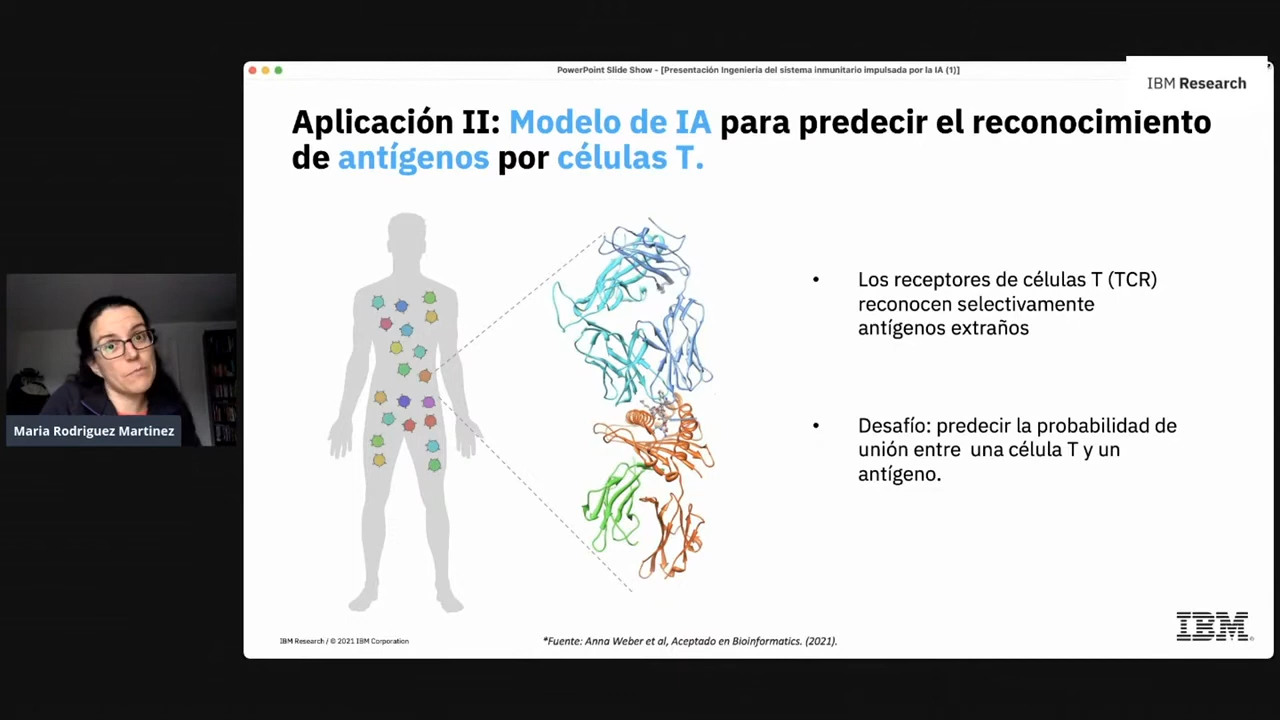 PowerPoint Slide Show - [Presentación Ingeniería del sistema inmunitario impulsada por la IA (1)]
IBM Research
Aplicación II: Modelo de IA para predecir el reconocimiento
de antígenos por células T.
• Los receptores de células T (TCR)
reconocen selectivamente
antígenos extraños
• Desafío: predecir la probabilidad de
unión entre una célula T y un
antígeno.
Maria Rodriguez Martinez
IBM Research / © 2021 IBM Corporation
*Fuente: Anna Weber et al, Aceptado en Bioinformatics. (2021).
IBM®